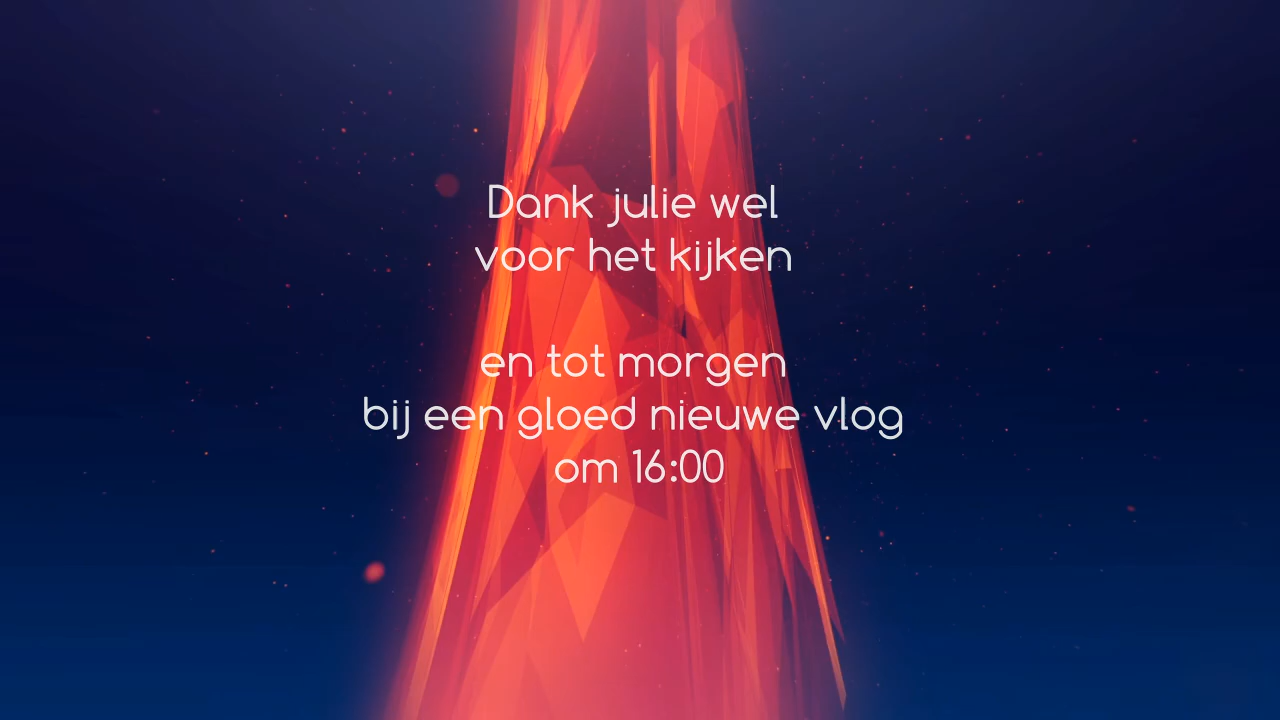 Dank julie wel
voor het kijken
en tot morgen
bij een gloed nieuwe vlog
om 16:00